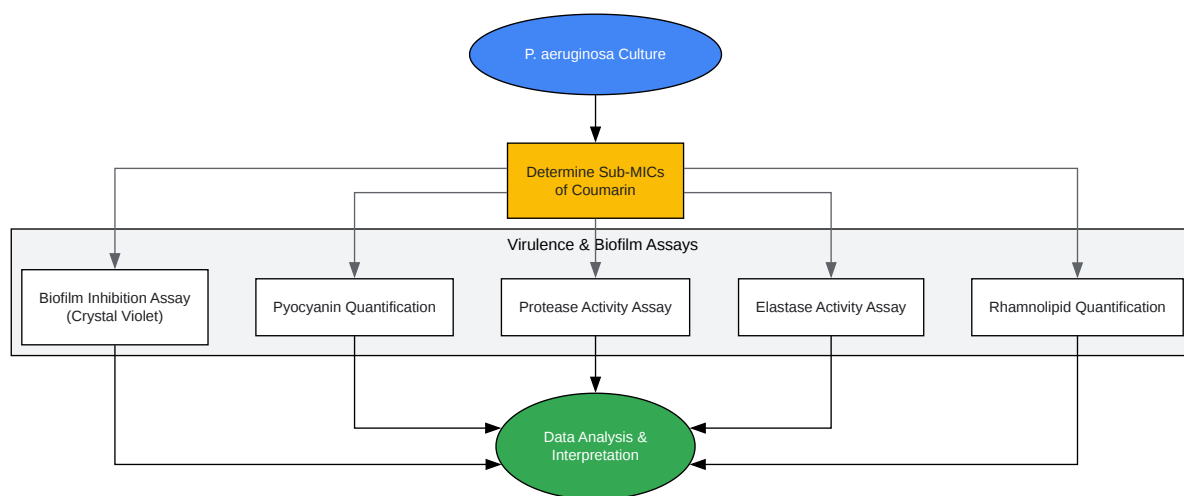 P. aeruginosa Culture
Determine Sub-MICs
of Coumarin
Virulence & Biofilm Assays
Biofilm Inhibition Assay
(Crystal Violet)
Pyocyanin Quantification
Protease Activity Assay
Elastase Activity Assay
Rhamnolipid Quantification
Data Analysis &
Interpretation